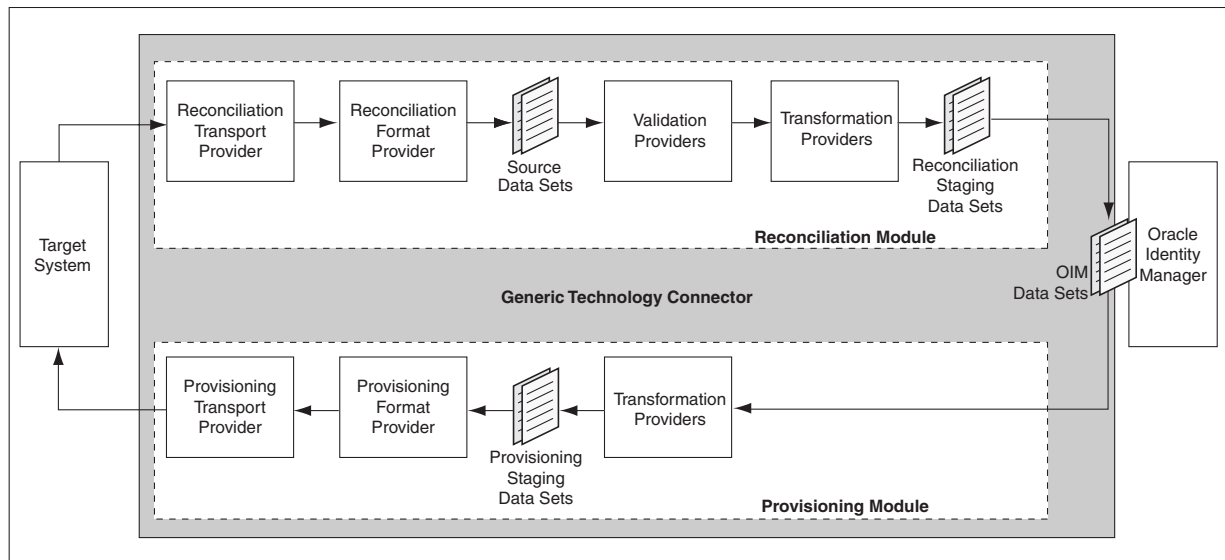 Reconciliation
Transport
Provider
Reconciliation
Format
Provider
Source
Data Sets
Validation
Providers
Transformation
Providers
Reconciliation
Staging
Data Sets
Reconciliation Module
Target
System
Generic Technology Connector
OIM
Data Sets
Oracle
Identity
Manager
Provisioning
Transport
Provider
Provisioning
Format
Provider
Provisioning
Staging
Data Sets
Transformation
Providers
Provisioning Module